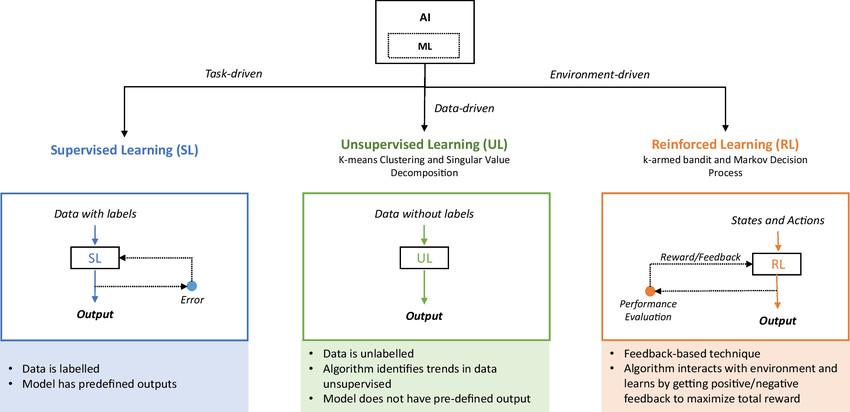 AI
ML
Task-driven
Environment-driven
Data-driven
Supervised Learning (SL)
Unsupervised Learning (UL)
K-means Clustering and Singular Value
Decomposition
Reinforced Learning (RL)
k-armed bandit and Markov Decision
Process
Data with labels
SL
Error
Output
Data without labels
UL
Output
States and Actions
Reward/Feedback
RL
Performance
Evaluation
Output
• Data is labelled
• Model has predefined outputs
• Data is unlabelled
• Algorithm identifies trends in data
unsupervised
• Model does not have pre-defined output
• Feedback-based technique
• Algorithm interacts with environment and
learns by getting positive/negative
feedback to maximize total reward